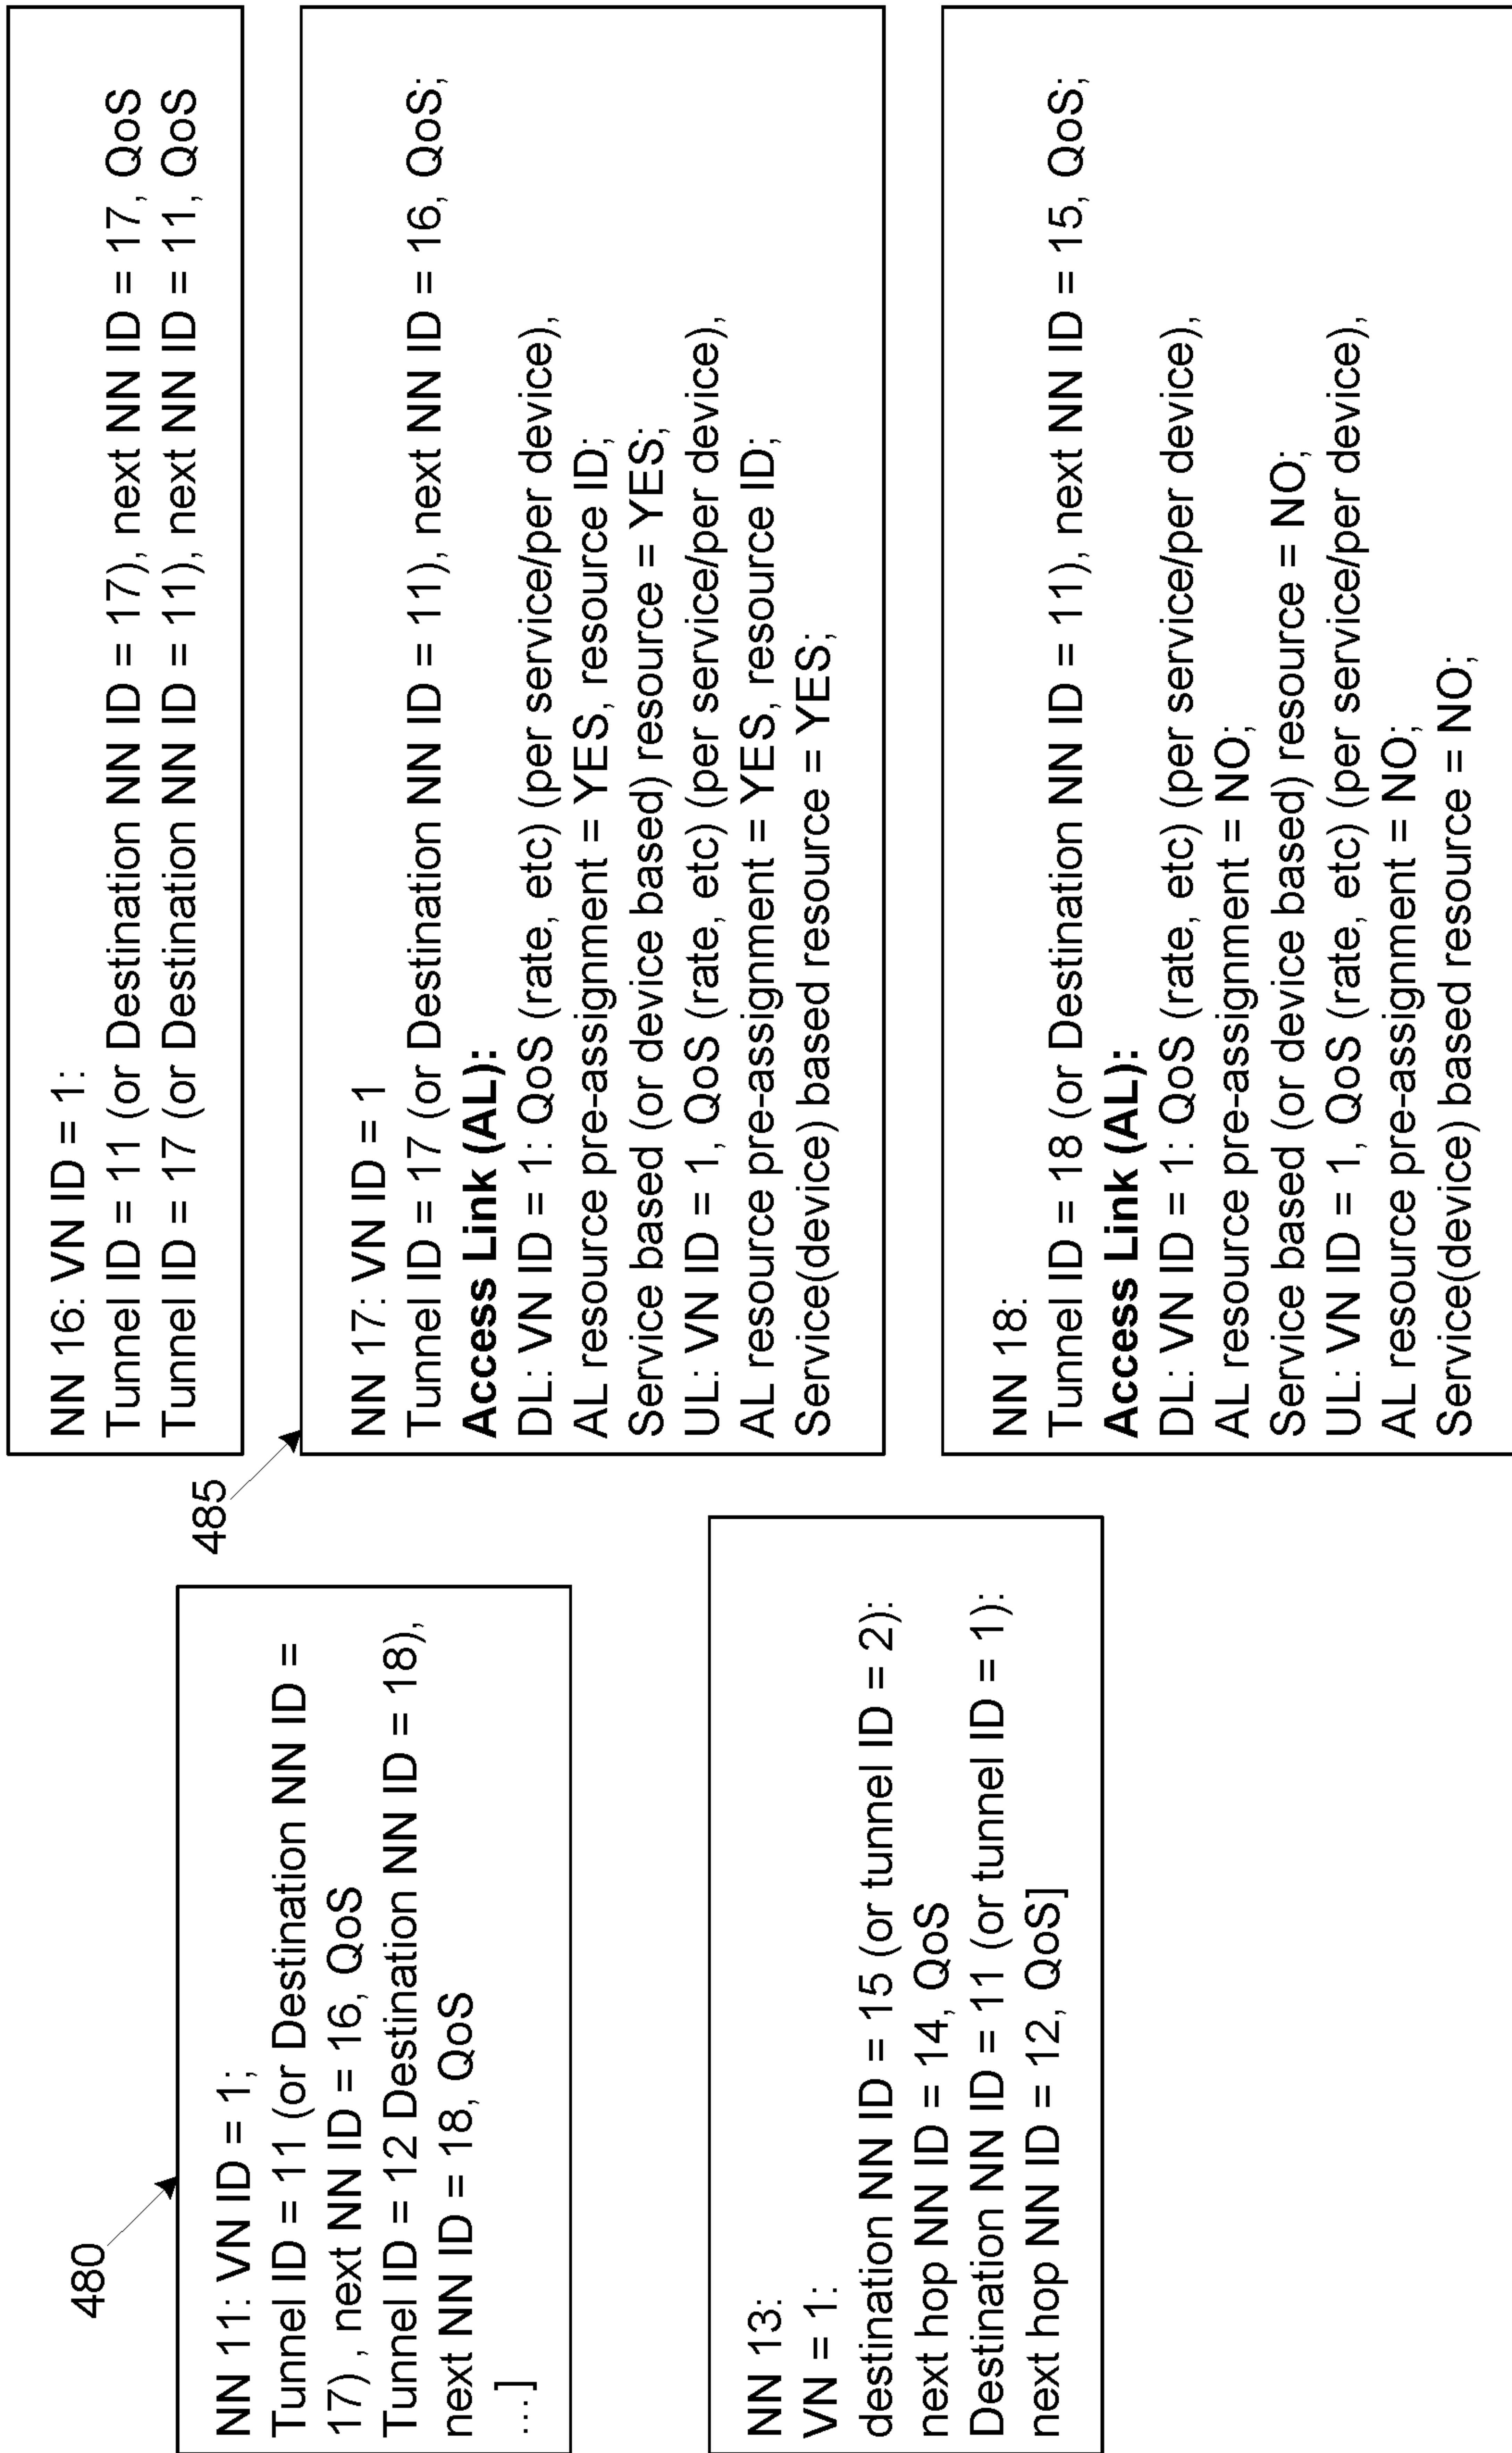 480
NN 11: VN ID = 1;
Tunnel ID = 11 (or Destination NN ID =
17) , next NN ID = 16, QoS
Tunnel ID = 12 Destination NN ID = 18),
next NN ID = 18, QoS
….]
NN 13:
VN = 1:
destination NN ID = 15 (or tunnel ID = 2):
next hop NN ID = 14, QoS
Destination NN ID = 11 (or tunnel ID = 1):
next hop NN ID = 12, QoS]
NN 16: VN ID = 1:
Tunnel ID = 11 (or Destination NN ID = 17), next NN ID = 17, QoS
Tunnel ID = 17 (or Destination NN ID = 11), next NN ID = 11, QoS
485
NN 17: VN ID = 1
Tunnel ID = 17 (or Destination NN ID = 11), next NN ID = 16, QoS;
Access Link (AL):
DL: VN ID = 1: QoS (rate, etc) (per service/per device),
AL resource pre-assignment = YES, resource ID;
Service based (or device based) resource = YES;
UL: VN ID = 1, QoS (rate, etc) (per service/per device),
AL resource pre-assignment = YES, resource ID;
Service(device) based resource = YES;
NN 18:
Tunnel ID = 18 (or Destination NN ID = 11), next NN ID = 15, QoS;
Access Link (AL):
DL: VN ID = 1: QoS (rate, etc) (per service/per device),
AL resource pre-assignment = NO;
Service based (or device based) resource = NO;
UL: VN ID = 1, QoS (rate, etc) (per service/per device),
AL resource pre-assignment = NO;
Service(device) based resource = NO;